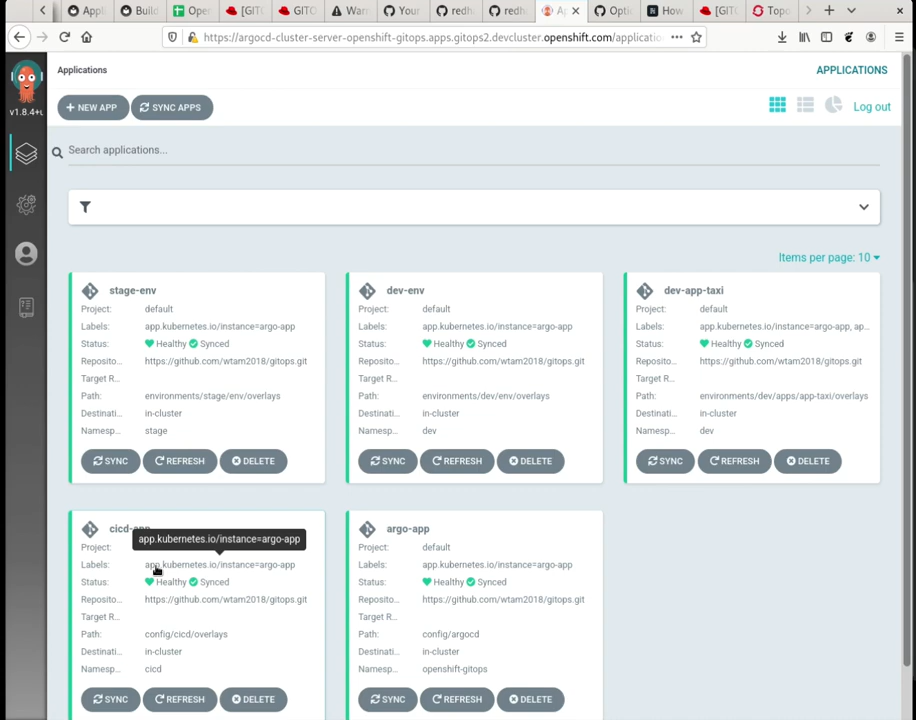 Appli
Build
Ope
[GIT
GITO
Warr
Your
redh
redh
A
Opti
How
[GIT
Topo
https://argocd-cluster-server-openshift-gitops.apps.gitops2.devcluster.openshift.com/applicatio
Applications
APPLICATIONS
v1.8.4+
NEW APP
SYNC APPS
Log out
Search applications...
Items per page: 10
stage-env
Project: default
Labels: app.kubernetes.io/instance=argo-app
Status: Healthy Synced
Reposito... https://github.com/wtam2018/gitops.git
Target R...
Path: environments/stage/env/overlays
Destinati... in-cluster
Namesp... stage
SYNC REFRESH DELETE
dev-env
Project: default
Labels: app.kubernetes.io/instance=argo-app
Status: Healthy Synced
Reposito... https://github.com/wtam2018/gitops.git
Target R...
Path: environments/dev/env/overlays
Destinati... in-cluster
Namesp... dev
SYNC REFRESH DELETE
dev-app-taxi
Project: default
Labels: app.kubernetes.io/instance=argo-app, ap...
Status: Healthy Synced
Reposito... https://github.com/wtam2018/gitops.git
Target R...
Path: environments/dev/apps/app-taxi/overlays
Destinati... in-cluster
Namesp... dev
SYNC REFRESH DELETE
cicd-app
app.kubernetes.io/instance=argo-app
Project:
Labels: app.kubernetes.io/instance=argo-app
Status: Healthy Synced
Reposito... https://github.com/wtam2018/gitops.git
Target R...
Path: config/cicd/overlays
Destinati... in-cluster
Namesp... cicd
SYNC REFRESH DELETE
argo-app
Project: default
Labels: app.kubernetes.io/instance=argo-app
Status: Healthy Synced
Reposito... https://github.com/wtam2018/gitops.git
Target R...
Path: config/argocd
Destinati... in-cluster
Namesp... openshift-gitops
SYNC REFRESH DELETE